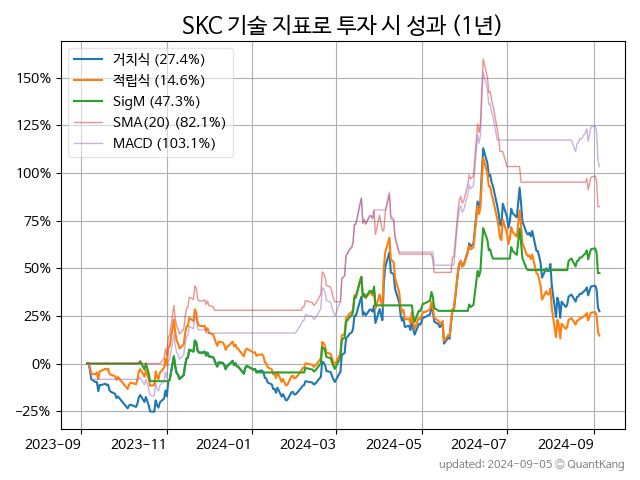 SKC 기술 지표로 투자 시 성과 (1년)
거치식 (27.4%)
적립식 (14.6%)
SigM (47.3%)
SMA(20) (82.1%)
MACD (103.1%)
150%
125%
100%
75%
50%
25%
0%
−25%
2023-09 2023-11 2024-01 2024-03 2024-05 2024-07 2024-09
updated: 2024-09-05 © QuantKang